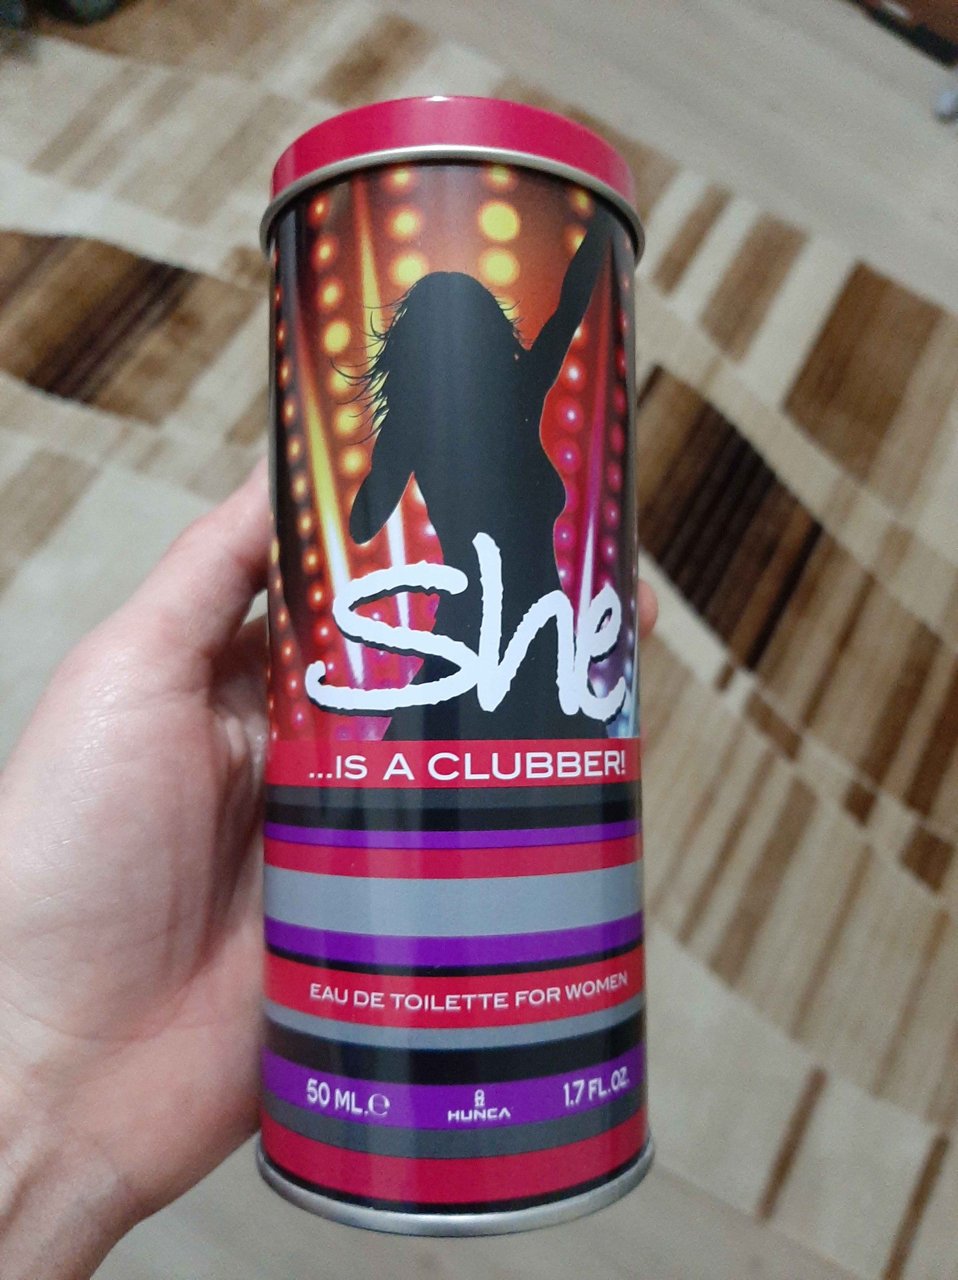 She
...IS A CLUBBER!
EAU DE TOILETTE FOR WOMEN
50 ML.℮ HUNCA 1.7 FL.OZ.